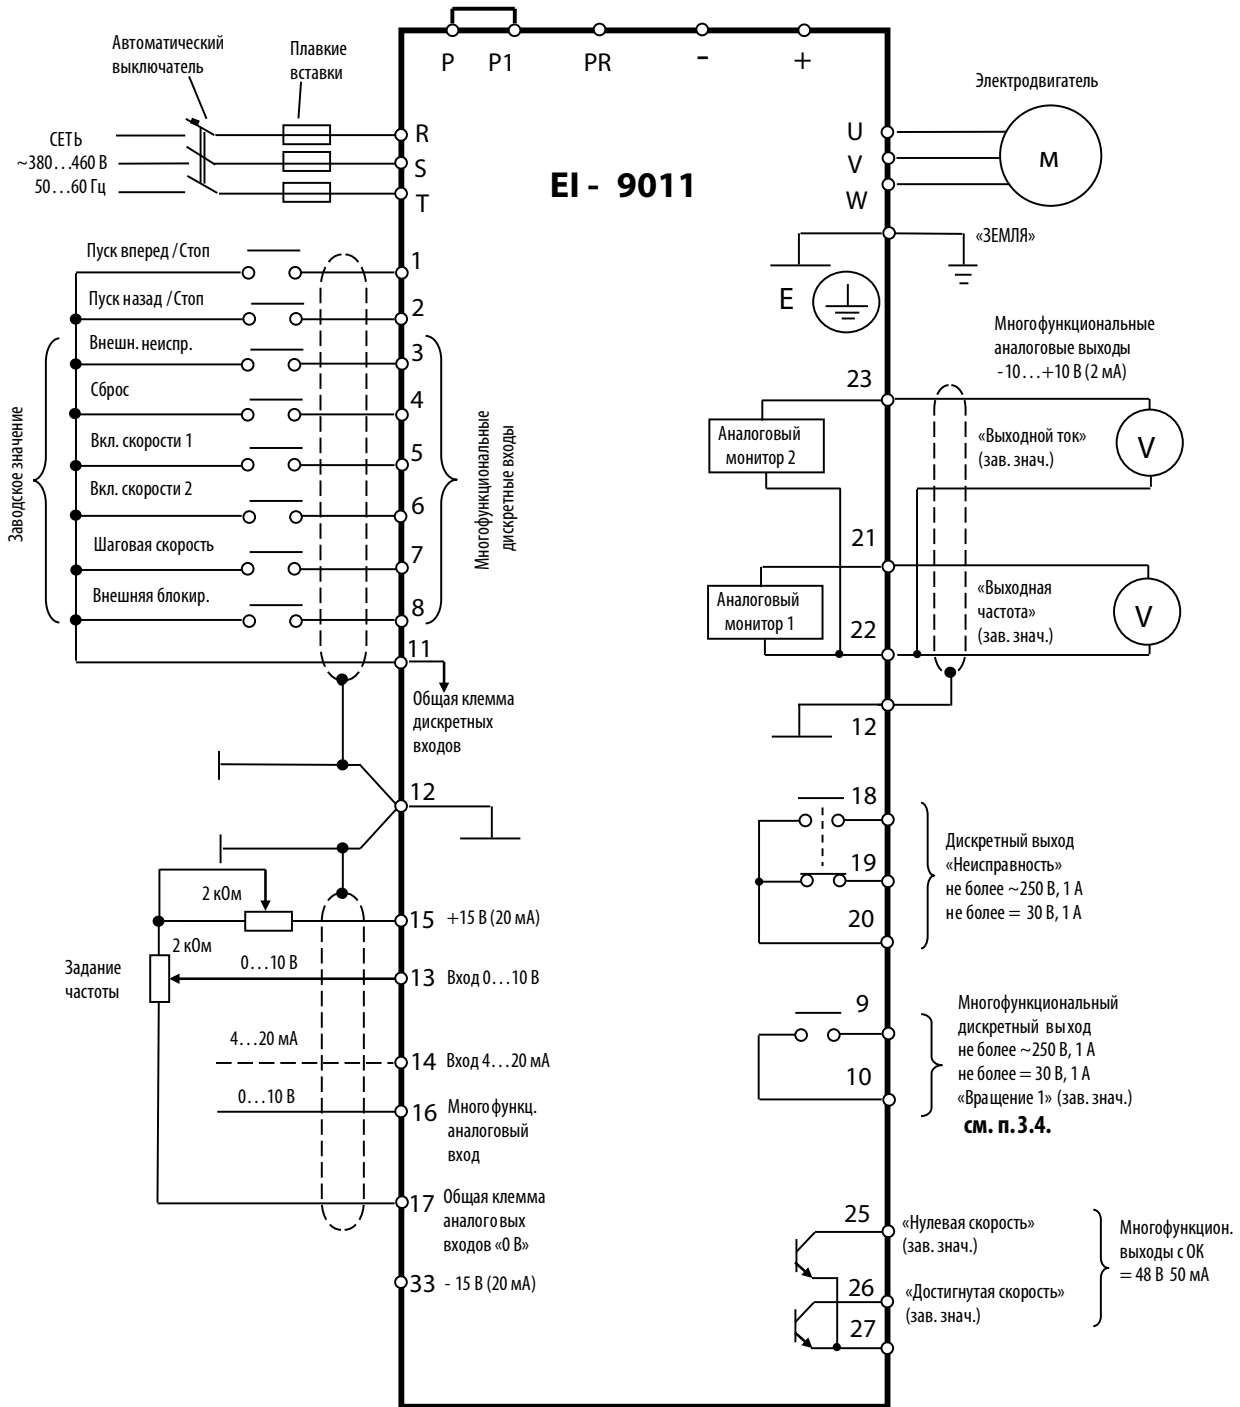 P P1 PR - +
Автоматический
выключатель
Плавкие
вставки
СЕТЬ
~380...460 В
50...60 Гц
R
S
T
EI - 9011
U
V
W
Электродвигатель
М
«ЗЕМЛЯ»
E
Пуск вперед / Стоп
1
Пуск назад / Стоп
2
Внешн. неиспр.
3
Сброс
4
Вкл. скорости 1
5
Вкл. скорости 2
6
Шаговая скорость
7
Внешняя блокир.
8
Заводское значение
Многофункциональные
дискретные входы
11
Общая клемма
дискретных
входов
12
2 кОм
15 +15 В (20 мА)
2 кОм
Задание
частоты
0...10 В
13 Вход 0...10 В
4...20 мА
14 Вход 4...20 мА
0...10 В
16 Многофункц.
аналоговый
вход
17 Общая клемма
аналоговых
входов «0 В»
33 - 15 В (20 мА)
Многофункциональные
аналоговые выходы
-10...+10 В (2 мА)
23
Аналоговый
монитор 2
«Выходной ток»
(зав. знач.)
V
21
Аналоговый
монитор 1
22
«Выходная
частота»
(зав. знач.)
V
12
18
19
20
Дискретный выход
«Неисправность»
не более ~250 В, 1 А
не более = 30 В, 1 А
9
10
Многофункциональный
дискретный выход
не более ~250 В, 1 А
не более = 30 В, 1 А
«Вращение 1» (зав. знач.)
см. п.3.4.
25
«Нулевая скорость»
(зав. знач.)
26
«Достигнутая скорость»
(зав. знач.)
27
Многофункцион.
выходы с ОК
= 48 В 50 мА